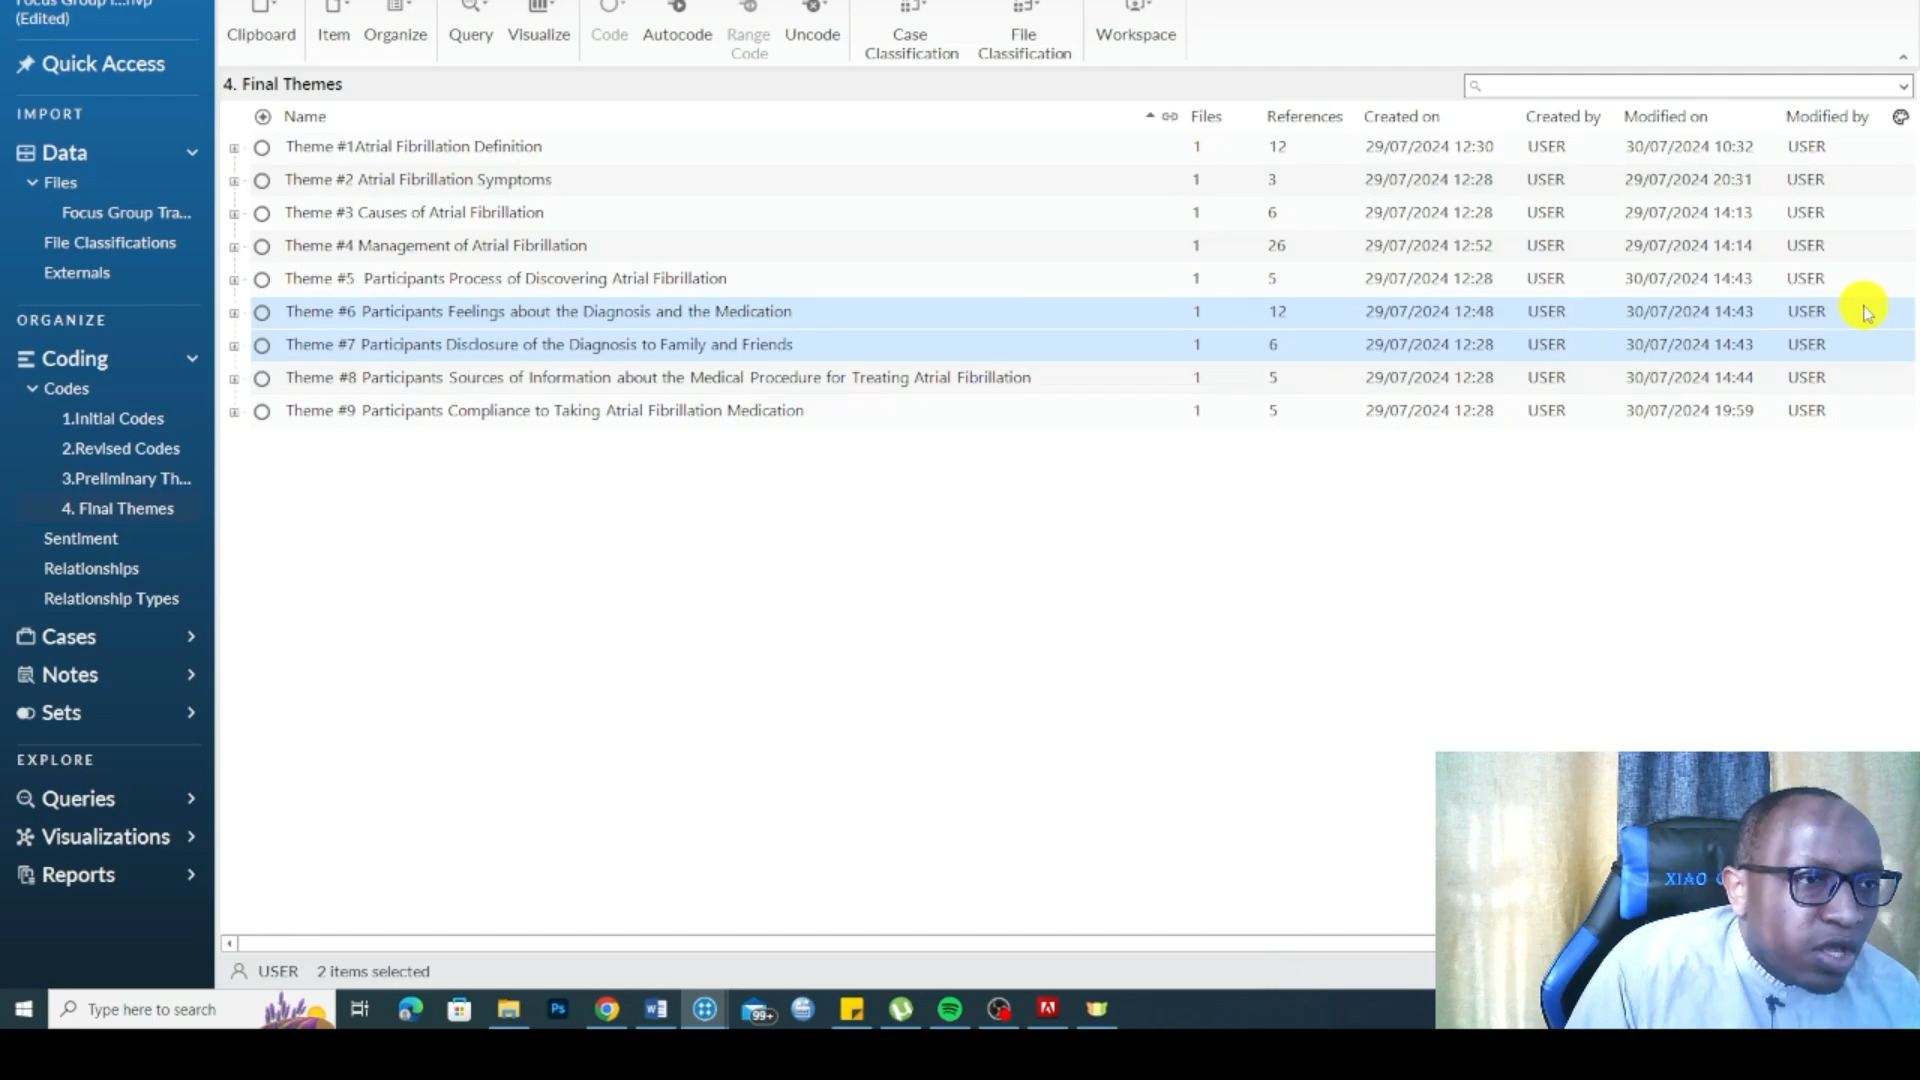 Focus Group I...nvp
(Edited)
Quick Access
IMPORT
Data
Files
Focus Group Tra...
File Classifications
Externals
ORGANIZE
Coding
Codes
1.Initial Codes
2.Revised Codes
3.Preliminary Th...
4. Final Themes
Sentiment
Relationships
Relationship Types
Cases
Notes
Sets
EXPLORE
Queries
Visualizations
Reports
Clipboard Item Organize Query Visualize Code Autocode Range Code Uncode Case Classification File Classification Workspace
4. Final Themes
Name Files References Created on Created by Modified on Modified by
Theme #1Atrial Fibrillation Definition 1 12 29/07/2024 12:30 USER 30/07/2024 10:32 USER
Theme #2 Atrial Fibrillation Symptoms 1 3 29/07/2024 12:28 USER 29/07/2024 20:31 USER
Theme #3 Causes of Atrial Fibrillation 1 6 29/07/2024 12:28 USER 29/07/2024 14:13 USER
Theme #4 Management of Atrial Fibrillation 1 26 29/07/2024 12:52 USER 29/07/2024 14:14 USER
Theme #5 Participants Process of Discovering Atrial Fibrillation 1 5 29/07/2024 12:28 USER 30/07/2024 14:43 USER
Theme #6 Participants Feelings about the Diagnosis and the Medication 1 12 29/07/2024 12:48 USER 30/07/2024 14:43 USER
Theme #7 Participants Disclosure of the Diagnosis to Family and Friends 1 6 29/07/2024 12:28 USER 30/07/2024 14:43 USER
Theme #8 Participants Sources of Information about the Medical Procedure for Treating Atrial Fibrillation 1 5 29/07/2024 12:28 USER 30/07/2024 14:44 USER
Theme #9 Participants Compliance to Taking Atrial Fibrillation Medication 1 5 29/07/2024 12:28 USER 30/07/2024 19:59 USER
XIAO
USER 2 items selected
Type here to search
Ps
99+